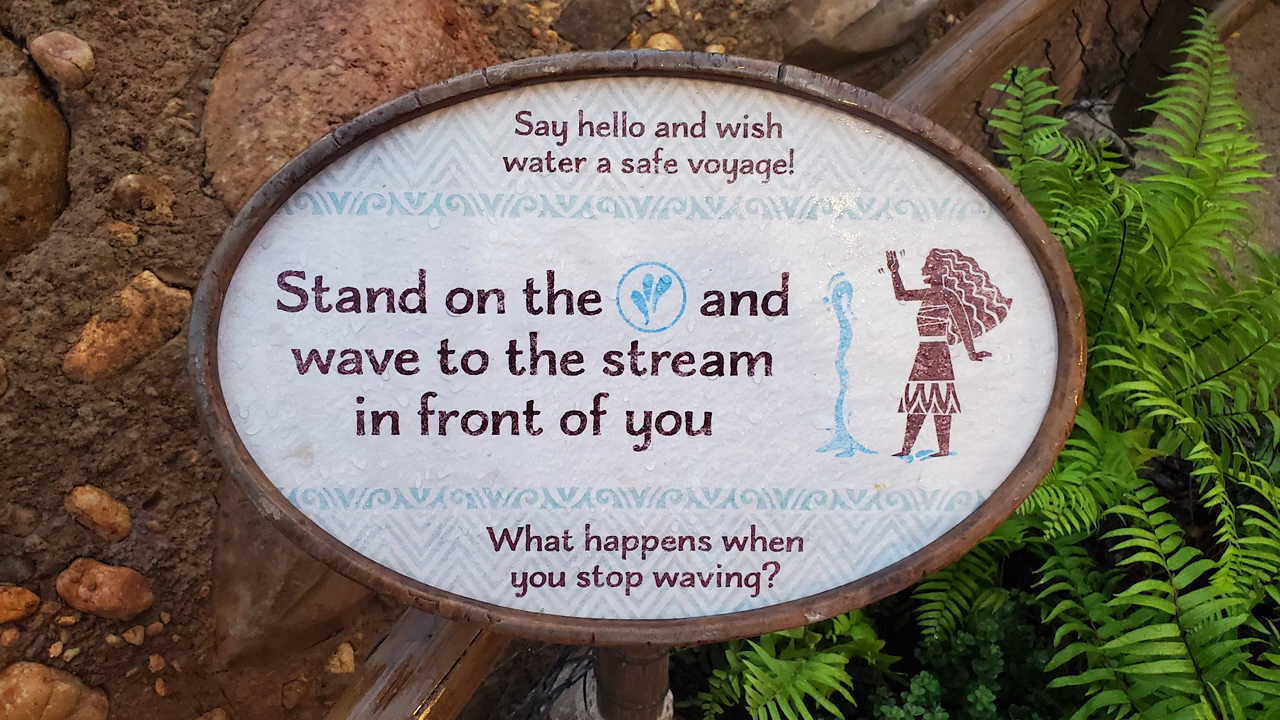 Say hello and wish
water a safe voyage!
Stand on the and
wave to the stream
in front of you
What happens when
you stop waving?